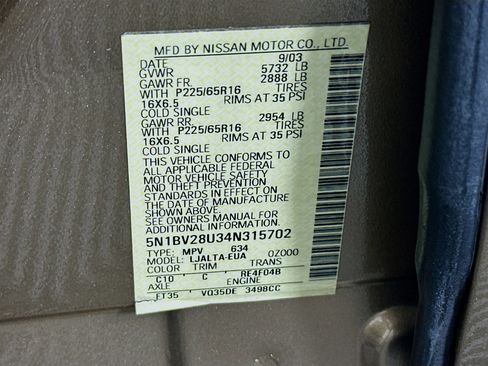 MFD BY NISSAN MOTOR CO., LTD.
DATE 9/03
GVWR 5732 LB
GAWR FR. 2888 LB
WITH P225/65R16 TIRES
16X6.5 RIMS AT 35 PSI
COLD SINGLE
GAWR RR. 2954 LB
WITH P225/65R16 TIRES
16X6.5 RIMS AT 35 PSI
COLD SINGLE
THIS VEHICLE CONFORMS TO
ALL APPLICABLE FEDERAL
MOTOR VEHICLE SAFETY
AND THEFT PREVENTION
STANDARDS IN EFFECT ON
THE DATE OF MANUFACTURE
SHOWN ABOVE.
SEE OWNERS MANUAL FOR
ADDITIONAL INFORMATION.
5N1BV28U34N315702
TYPE: MPV 634
MODEL: LJALTA-EUA 0Z000
COLOR TRIM TRANS
C10 C RE4F04B
AXLE ENGINE
FT35 VQ35DE 3498CC